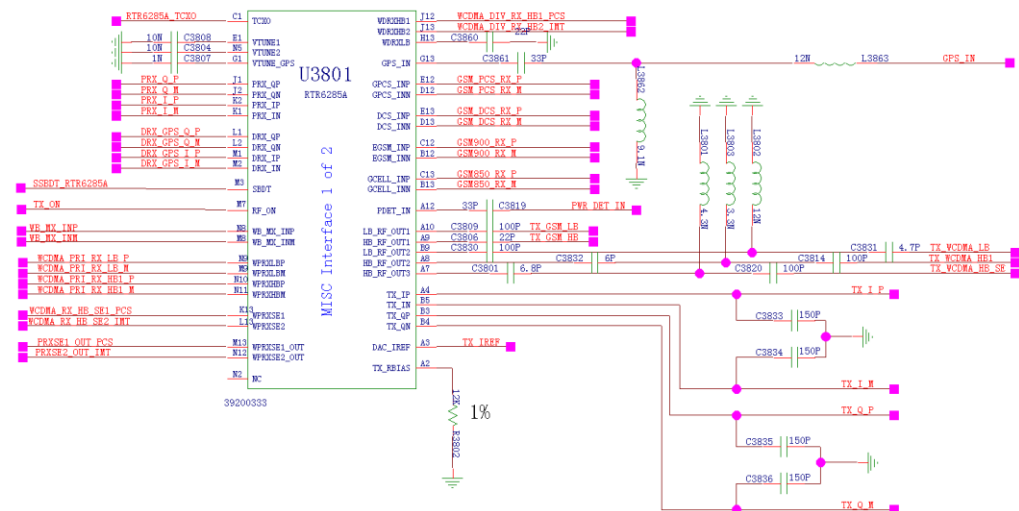 RTR6285A_TCXO C1 TCXO
10N C3808 E1 VTUNE1
10N C3804 N5 VTUNE2
1N C3807 G1 VTUNE_GPS
PRX_Q_P J1 PRX_QP
PRX_Q_M J2 PRX_QN
PRX_I_P K2 PRX_IP
PRX_I_M K1 PRX_IN
DRX_GPS_Q_P L1 DRX_QP
DRX_GPS_Q_M L2 DRX_QN
DRX_GPS_I_P M1 DRX_IP
DRX_GPS_I_M M2 DRX_IN
SSBDT_RTR6285A M3 SBDT
TX_ON M7 RF_ON
WB_MX_INP N8 WB_MX_INP
WB_MX_INM M8 WB_MX_INM
WCDMA_PRI_RX_LB_P N9 WPRXLBP
WCDMA_PRI_RX_LB_M M9 WPRXLBM
WCDMA_PRI_RX_HB1_P N10 WPRXHBP
WCDMA_PRI_RX_HB1_M N11 WPRXHBM
WCDMA_RX_HB_SE1_PCS K13 WPRXSE1
WCDMA_RX_HB_SE2_IMT L13 WPRXSE2
PRXSE1_OUT_PCS M13 WPRXSE1_OUT
PRXSE2_OUT_IMT N12 WPRXSE2_OUT
N2 NC
39200333
U3801
RTR6285A
MISC Interface 1 of 2
WDRXHB1 J12 WCDMA_DIV_RX_HB1_PCS
WDRXHB2 J13 WCDMA_DIV_RX_HB2_IMT
WDRXLB H13 C3860 22P
GPS_IN G13 C3861 33P
L3862 9.1N
12N L3863 GPS_IN
GPCS_INP E12 GSM_PCS_RX_P
GPCS_INN D12 GSM_PCS_RX_M
DCS_INP E13 GSM_DCS_RX_P
DCS_INN D13 GSM_DCS_RX_M
EGSM_INP C12 GSM900_RX_P
EGSM_INN B12 GSM900_RX_M
GCELL_INP C13 GSM850_RX_P
GCELL_INN B13 GSM850_RX_M
L3801 4.3N
L3803 3.3N
L3802 12N
PDET_IN A12 33P C3819 PWR_DET_IN
LB_RF_OUT1 A10 C3809 100P TX_GSM_LB
HB_RF_OUT1 A9 C3806 22P TX_GSM_HB
LB_RF_OUT2 B9 C3830 100P C3831 4.7P TX_WCDMA_LB
HB_RF_OUT2 A8 C3832 6P C3814 100P TX_WCDMA_HB1
HB_RF_OUT3 A7 C3801 6.8P C3820 100P TX_WCDMA_HB_SE
TX_IP A4 TX_I_P
TX_IN B5
TX_QP B3
TX_QN B4
C3833 150P
C3834 150P
DAC_IREF A3 TX_IREF
TX_RBIAS A2
TX_I_M
12K R3802 1%
TX_Q_P
C3835 150P
C3836 150P
TX_Q_M